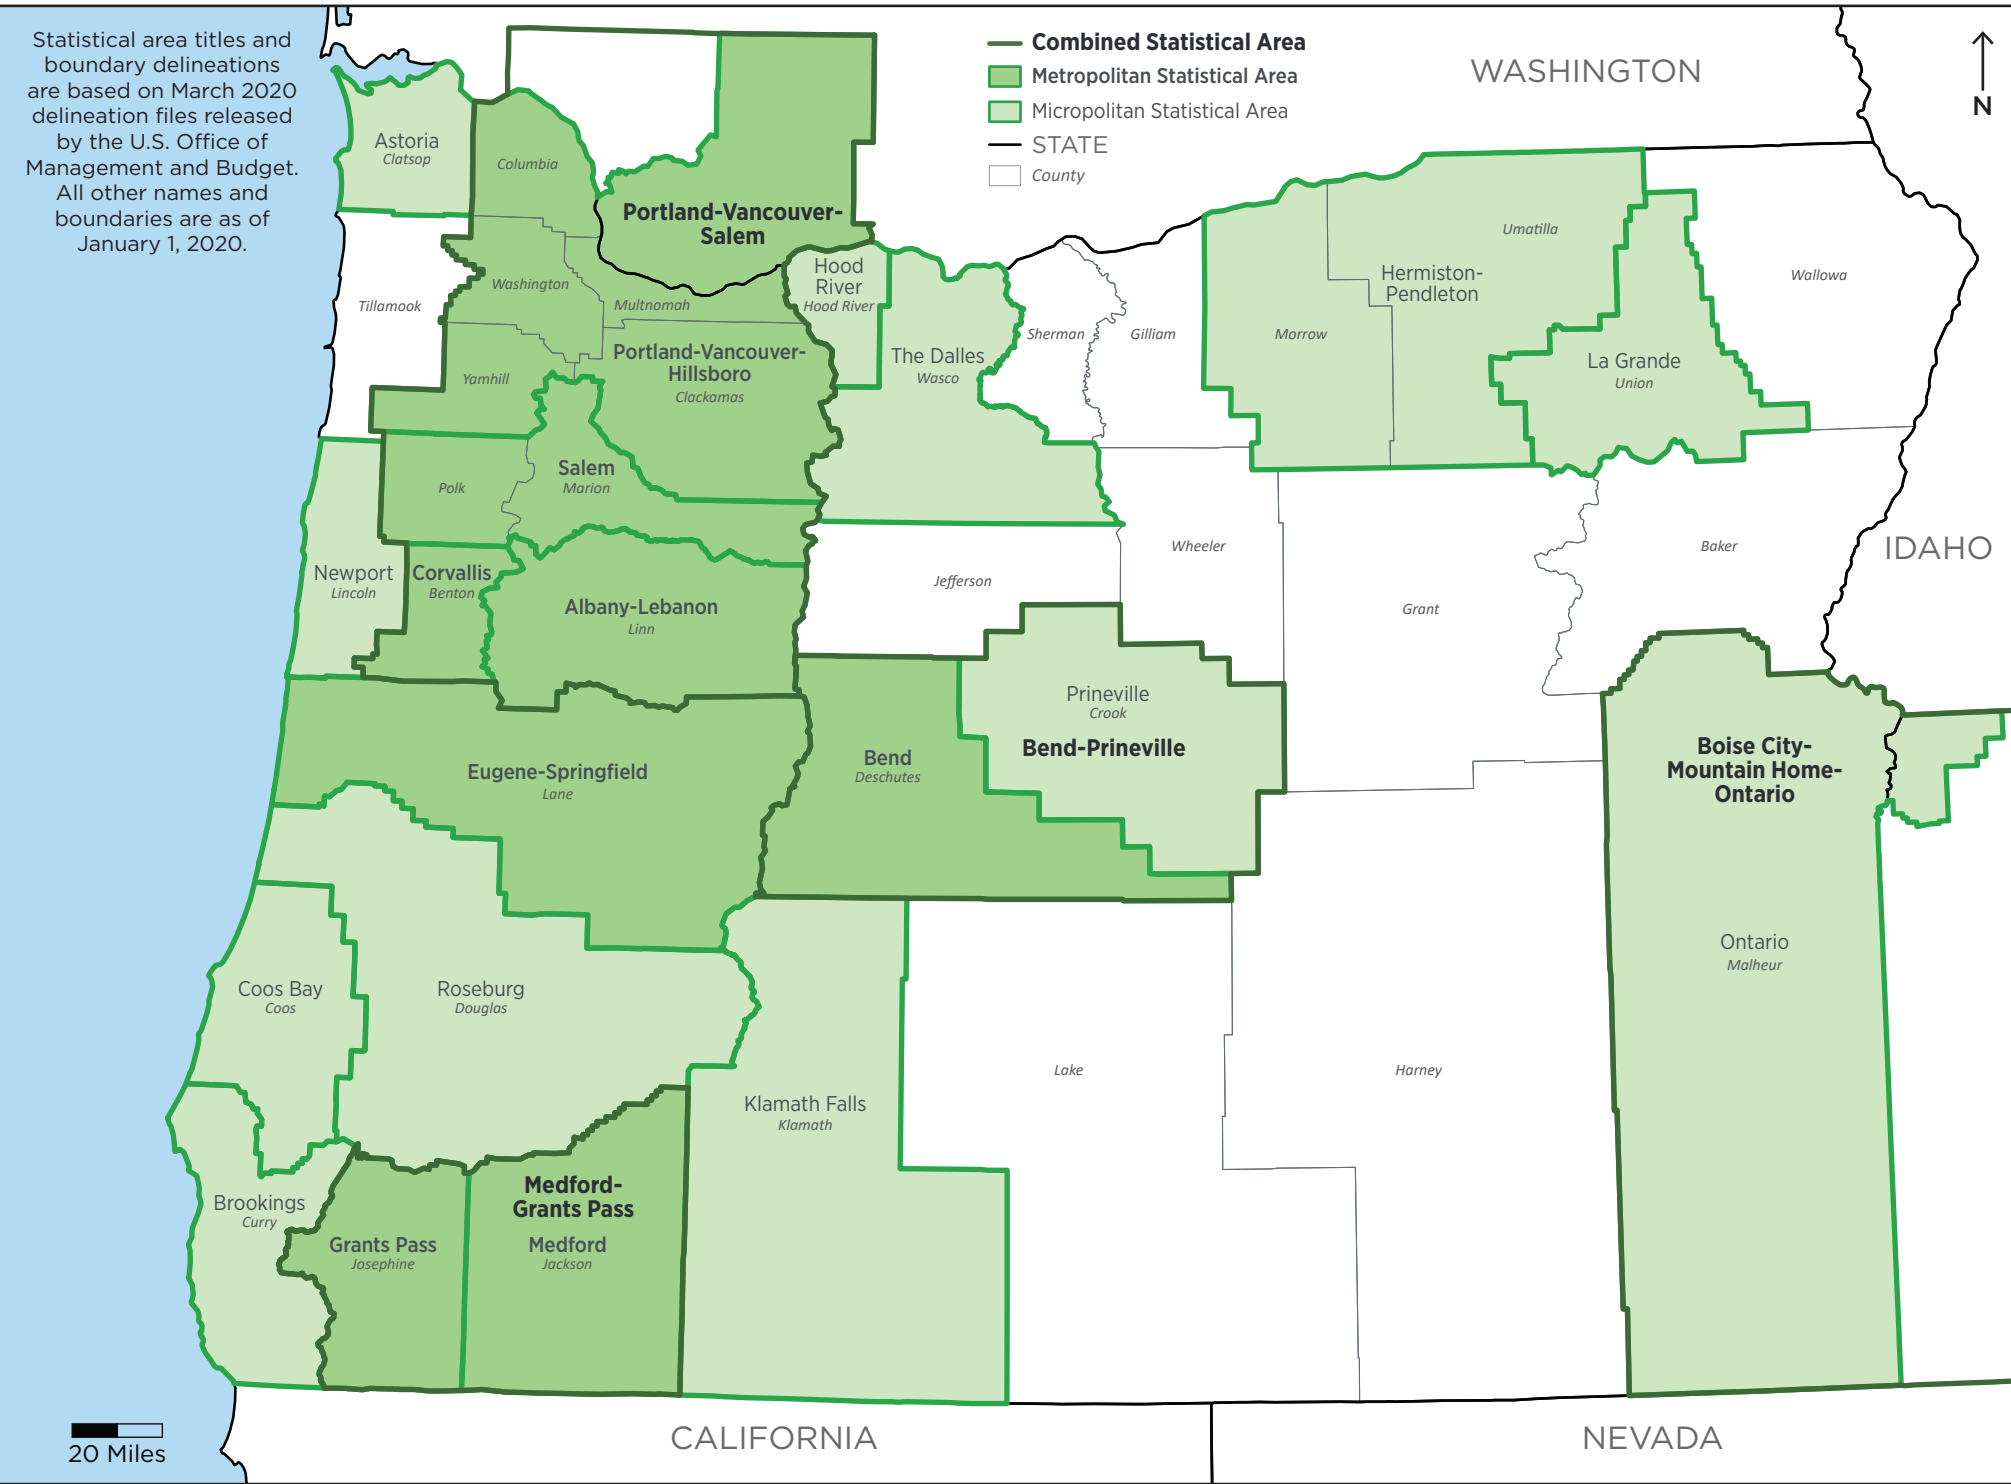 Statistical area titles and
boundary delineations
are based on March 2020
delineation files released
by the U.S. Office of
Management and Budget.
All other names and
boundaries are as of
January 1, 2020.
Combined Statistical Area
Metropolitan Statistical Area
Micropolitan Statistical Area
STATE
County
WASHINGTON
N
Astoria
Clatsop
Columbia
Portland-Vancouver-
Salem
Tillamook
Washington
Multnomah
Hood
River
Hood River
Portland-Vancouver-
Hillsboro
Clackamas
Yamhill
The Dalles
Wasco
Sherman
Gilliam
Morrow
Hermiston-
Pendleton
Umatilla
La Grande
Union
Wallowa
Polk
Salem
Marion
Newport
Lincoln
Corvallis
Benton
Albany-Lebanon
Linn
Jefferson
Wheeler
Grant
Baker
IDAHO
Eugene-Springfield
Lane
Bend
Deschutes
Prineville
Crook
Bend-Prineville
Boise City-
Mountain Home-
Ontario
Ontario
Malheur
Coos Bay
Coos
Roseburg
Douglas
Klamath Falls
Klamath
Lake
Harney
Brookings
Curry
Grants Pass
Josephine
Medford-
Grants Pass
Medford
Jackson
20 Miles
CALIFORNIA
NEVADA